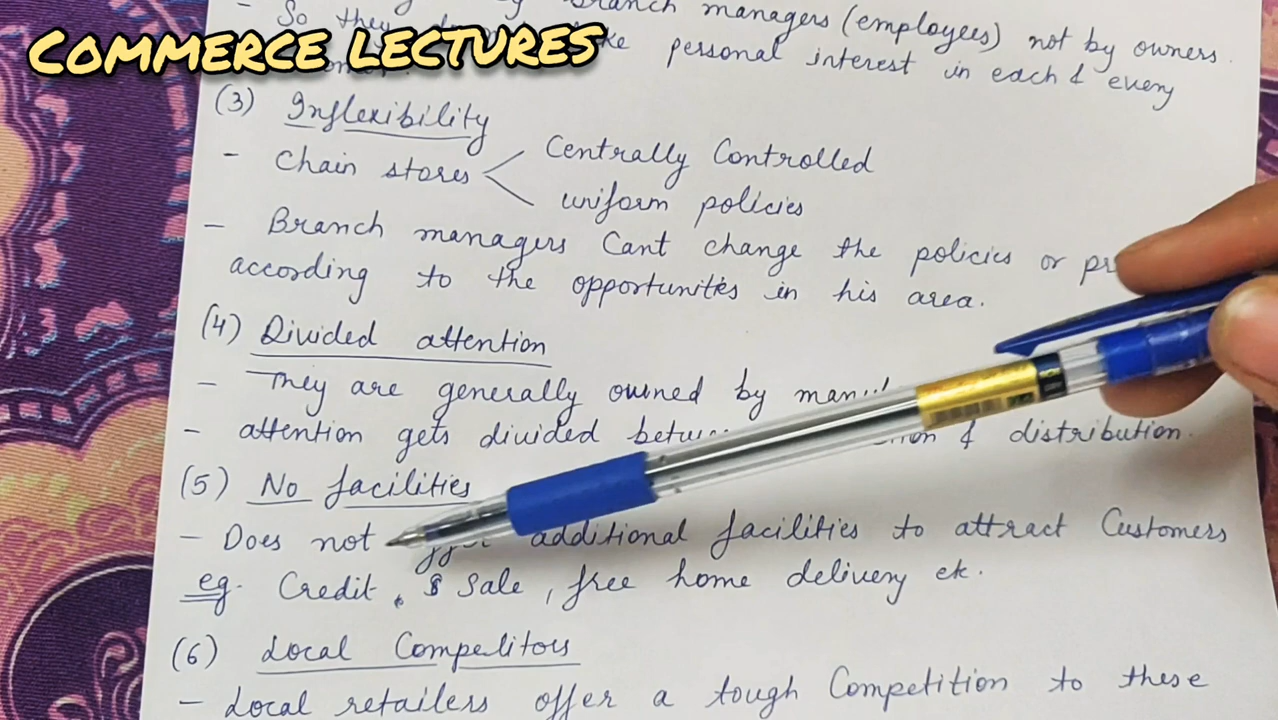 - So they branch managers (employees) not by owners.
COMMERCE LECTURES
personal interest in each & every
(3) Inflexibility
- Chain stores Centrally Controlled
uniform policies
- Branch managers Cant change the policies or
according to the opportunities in his area.
(4) Divided attention
- They are generally owned by
- attention gets divided & distribution.
(5) No facilities
- Does not additional facilities to attract Customers
eg. Credit, Sale, free home delivery etc.
(6) Local Competitors
- Local retailers offer a tough Competition to these